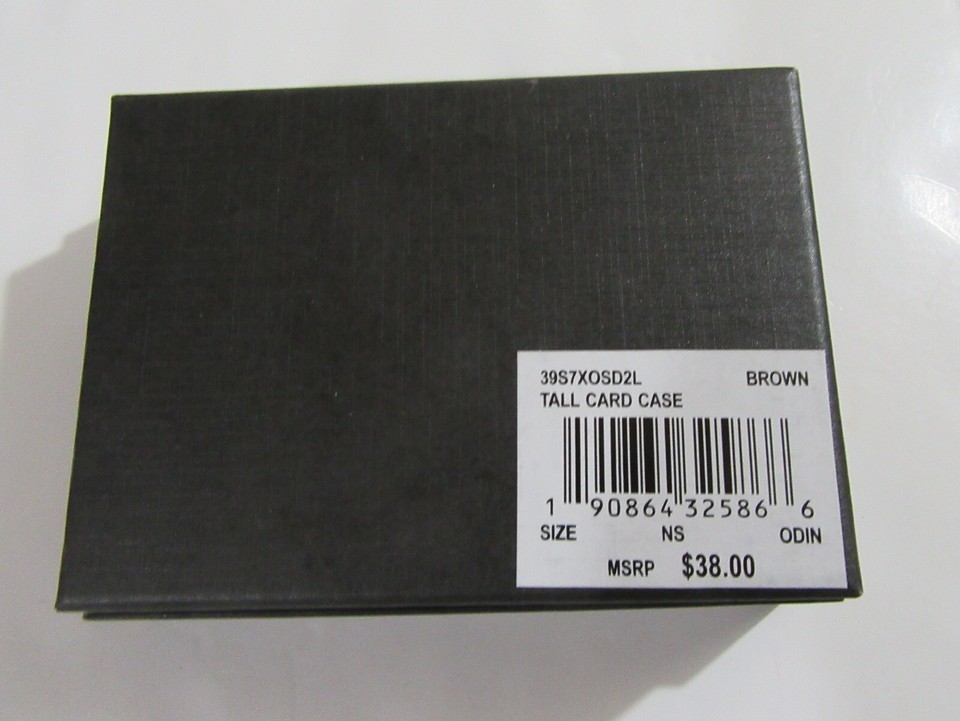 39S7XOSD2L BROWN
TALL CARD CASE
1 90864 32586 6
SIZE NS ODIN
MSRP $38.00